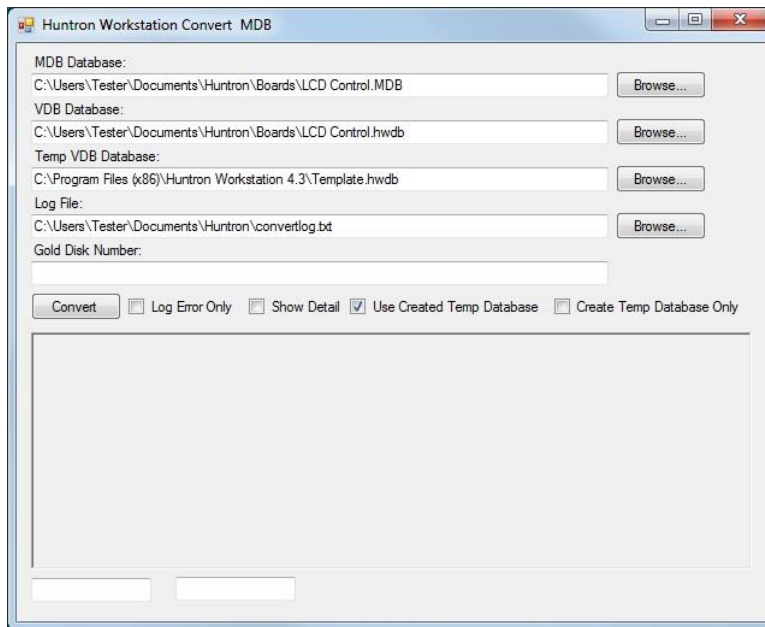 Huntron Workstation Convert MDB
MDB Database:
C:\Users\Tester\Documents\Huntron\Boards\LCD Control.MDB
Browse...
VDB Database:
C:\Users\Tester\Documents\Huntron\Boards\LCD Control.hwdb
Browse...
Temp VDB Database:
C:\Program Files (x86)\Huntron Workstation 4.3\Template.hwdb
Browse...
Log File:
C:\Users\Tester\Documents\Huntron\convertlog.txt
Browse...
Gold Disk Number:
Convert Log Error Only Show Detail Use Created Temp Database Create Temp Database Only